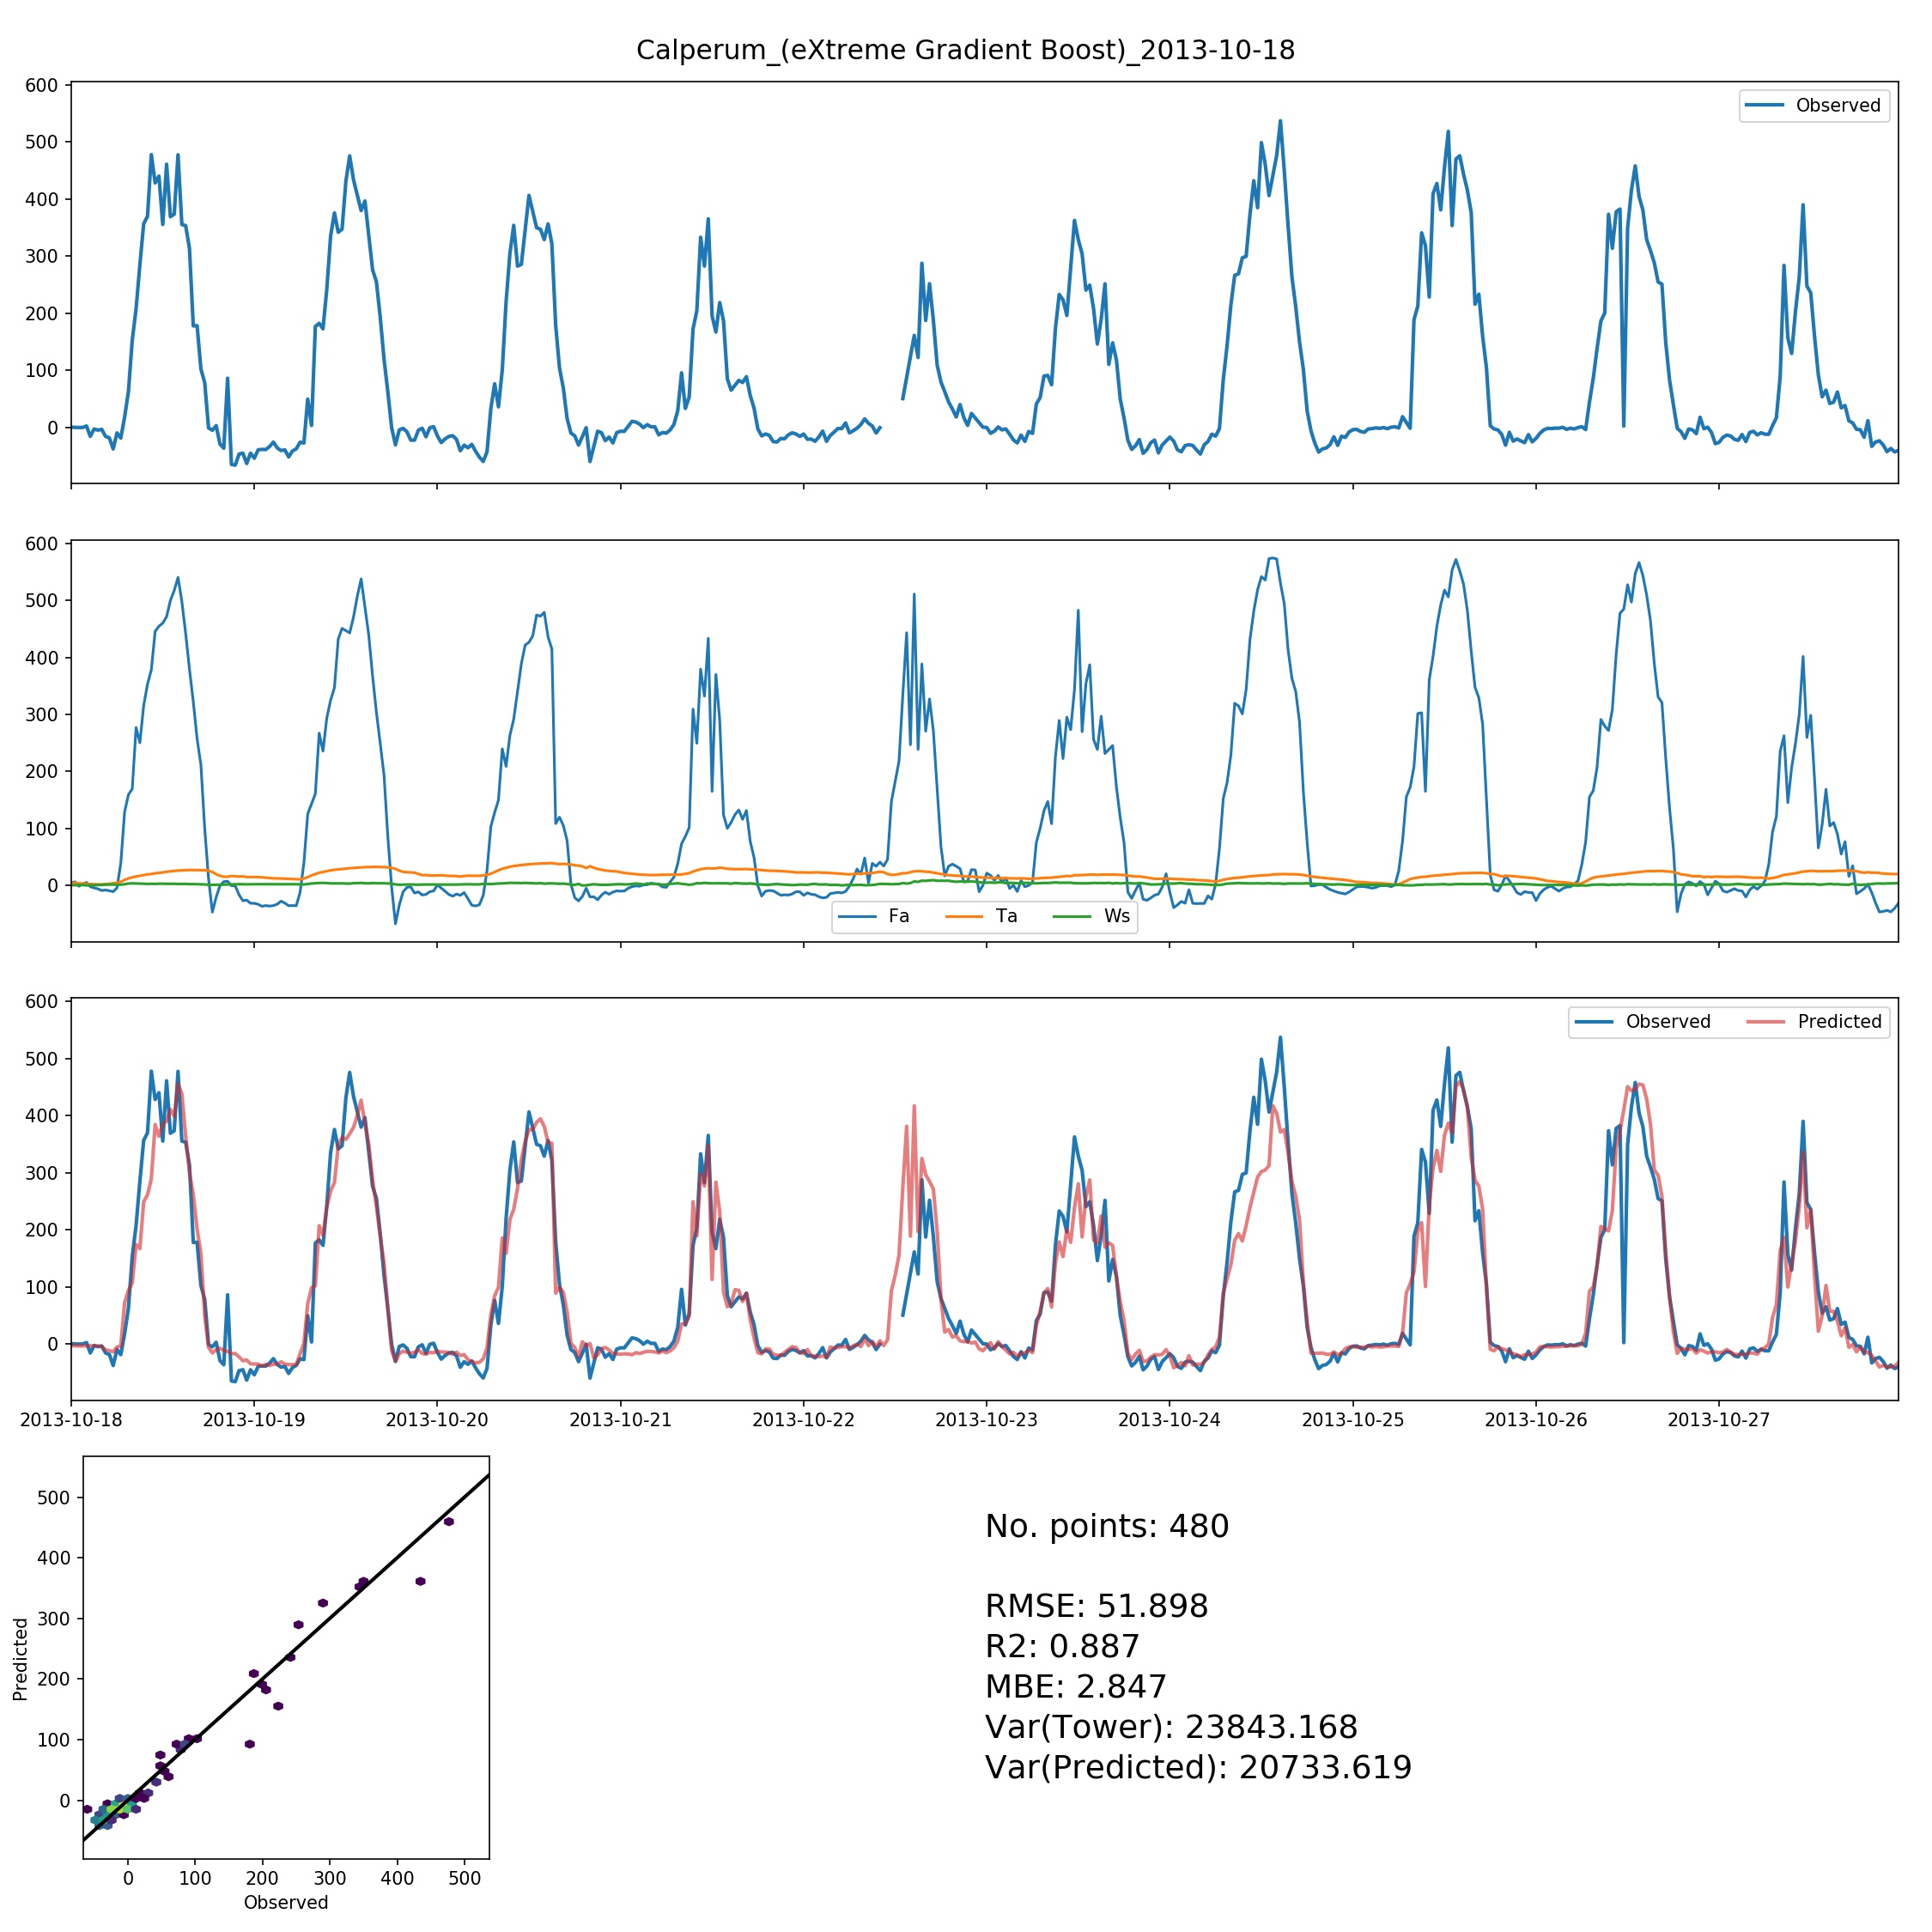 Calperum_(eXtreme Gradient Boost)_2013-10-18
600
500
400
300
200
100
0
Observed
600
500
400
300
200
100
0
Fa Ta Ws
600
500
400
300
200
100
0
Observed Predicted
2013-10-18 2013-10-19 2013-10-20 2013-10-21 2013-10-22 2013-10-23 2013-10-24 2013-10-25 2013-10-26 2013-10-27
500
400
300
200
100
0
Predicted
0 100 200 300 400 500
Observed
No. points: 480
RMSE: 51.898
R2: 0.887
MBE: 2.847
Var(Tower): 23843.168
Var(Predicted): 20733.619